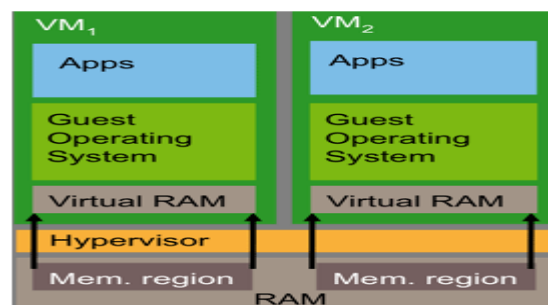 VM₁
Apps
Guest
Operating
System
Virtual RAM
VM₂
Apps
Guest
Operating
System
Virtual RAM
Hypervisor
Mem. region
Mem. region
RAM